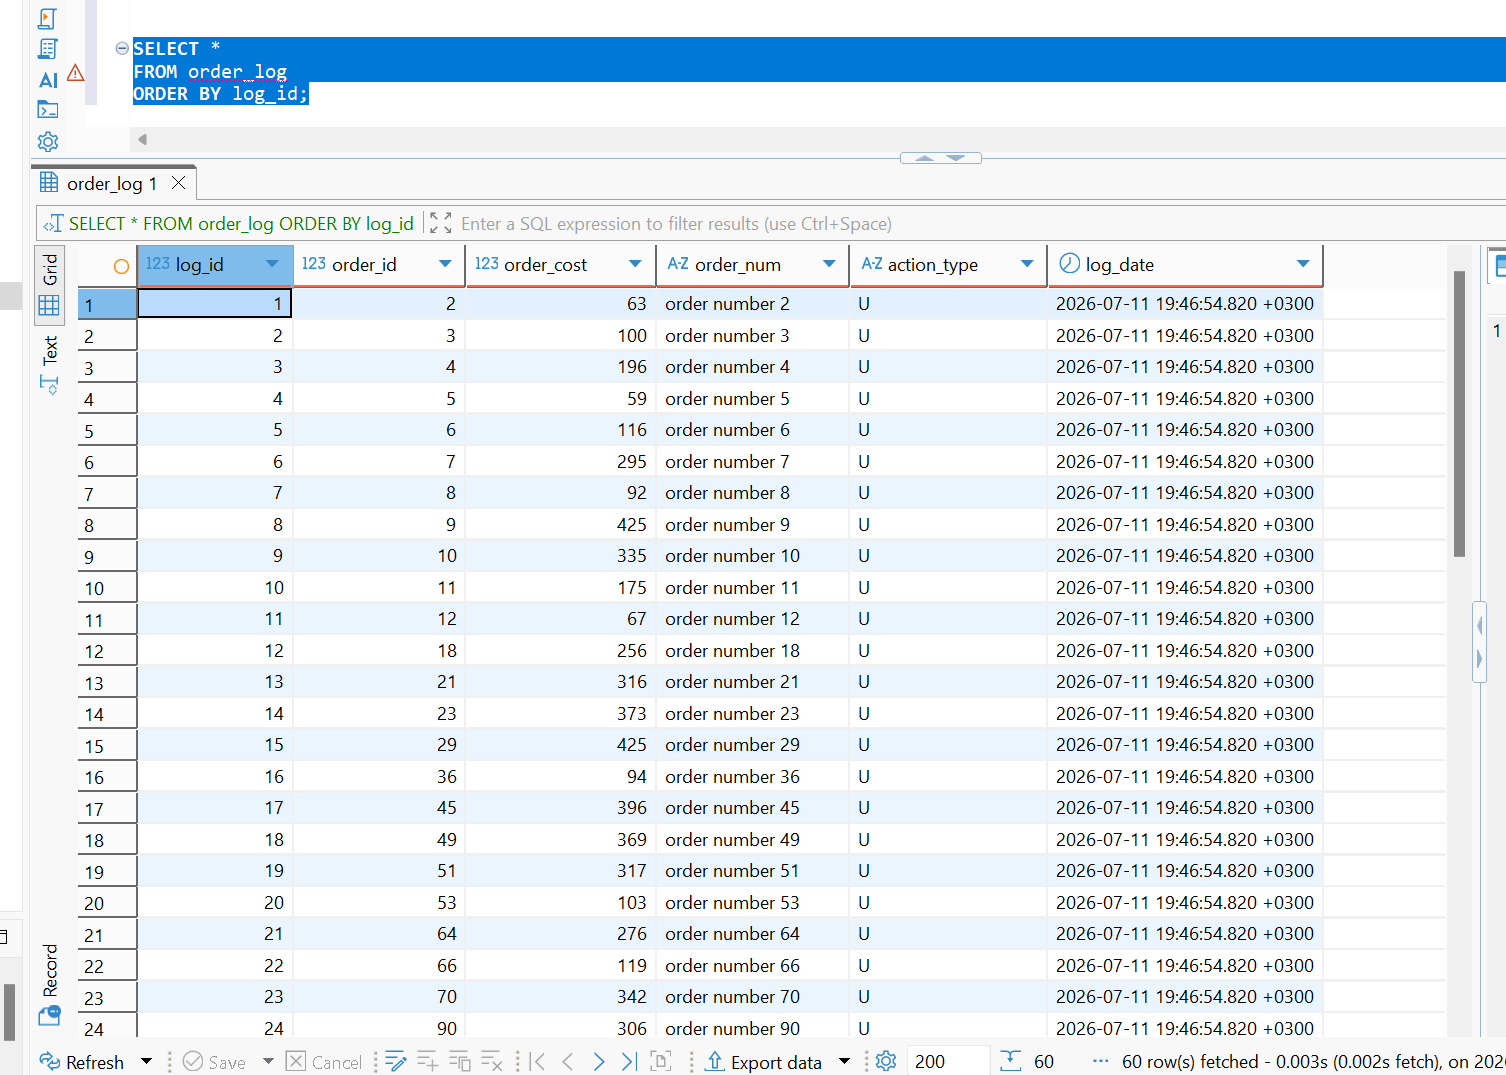 SELECT *
FROM order_log
ORDER BY log_id;
AI
order_log 1
SELECT * FROM order_log ORDER BY log_id Enter a SQL expression to filter results (use Ctrl+Space)
Grid
Text
Record
123 log_id 123 order_id 123 order_cost A-Z order_num A-Z action_type log_date
1 1 2 63 order number 2 U 2026-07-11 19:46:54.820 +0300
2 2 3 100 order number 3 U 2026-07-11 19:46:54.820 +0300
3 3 4 196 order number 4 U 2026-07-11 19:46:54.820 +0300
4 4 5 59 order number 5 U 2026-07-11 19:46:54.820 +0300
5 5 6 116 order number 6 U 2026-07-11 19:46:54.820 +0300
6 6 7 295 order number 7 U 2026-07-11 19:46:54.820 +0300
7 7 8 92 order number 8 U 2026-07-11 19:46:54.820 +0300
8 8 9 425 order number 9 U 2026-07-11 19:46:54.820 +0300
9 9 10 335 order number 10 U 2026-07-11 19:46:54.820 +0300
10 10 11 175 order number 11 U 2026-07-11 19:46:54.820 +0300
11 11 12 67 order number 12 U 2026-07-11 19:46:54.820 +0300
12 12 18 256 order number 18 U 2026-07-11 19:46:54.820 +0300
13 13 21 316 order number 21 U 2026-07-11 19:46:54.820 +0300
14 14 23 373 order number 23 U 2026-07-11 19:46:54.820 +0300
15 15 29 425 order number 29 U 2026-07-11 19:46:54.820 +0300
16 16 36 94 order number 36 U 2026-07-11 19:46:54.820 +0300
17 17 45 396 order number 45 U 2026-07-11 19:46:54.820 +0300
18 18 49 369 order number 49 U 2026-07-11 19:46:54.820 +0300
19 19 51 317 order number 51 U 2026-07-11 19:46:54.820 +0300
20 20 53 103 order number 53 U 2026-07-11 19:46:54.820 +0300
21 21 64 276 order number 64 U 2026-07-11 19:46:54.820 +0300
22 22 66 119 order number 66 U 2026-07-11 19:46:54.820 +0300
23 23 70 342 order number 70 U 2026-07-11 19:46:54.820 +0300
24 24 90 306 order number 90 U 2026-07-11 19:46:54.820 +0300
1
Refresh Save Cancel Export data 200 60 ··· 60 row(s) fetched - 0.003s (0.002s fetch), on 202